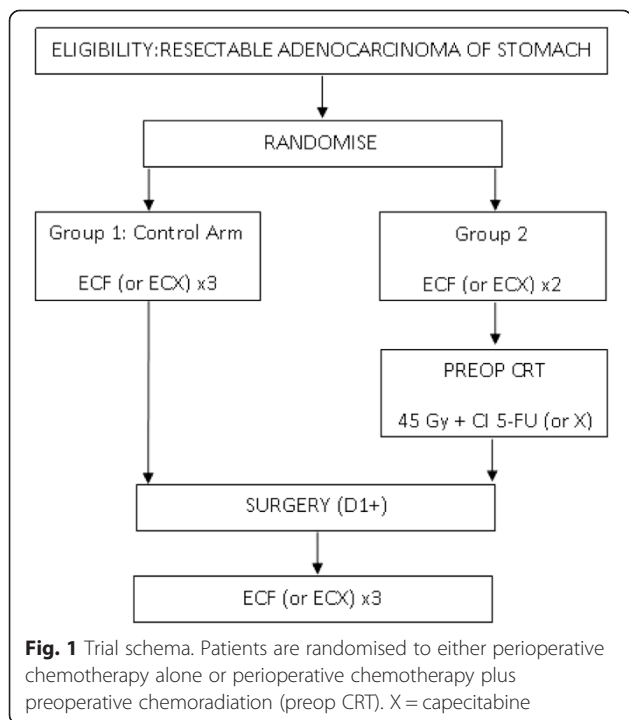 ELIGIBILITY:RESECTABLE ADENOCARCINOMA OF STOMACH
RANDOMISE
Group 1: Control Arm
ECF (or ECX) x3
Group 2
ECF (or ECX) x2
PREOP CRT
45 Gy + CI 5-FU (or X)
SURGERY (D1+)
ECF (or ECX) x3
Fig. 1 Trial schema. Patients are randomised to either perioperative
chemotherapy alone or perioperative chemotherapy plus
preoperative chemoradiation (preop CRT). X = capecitabine